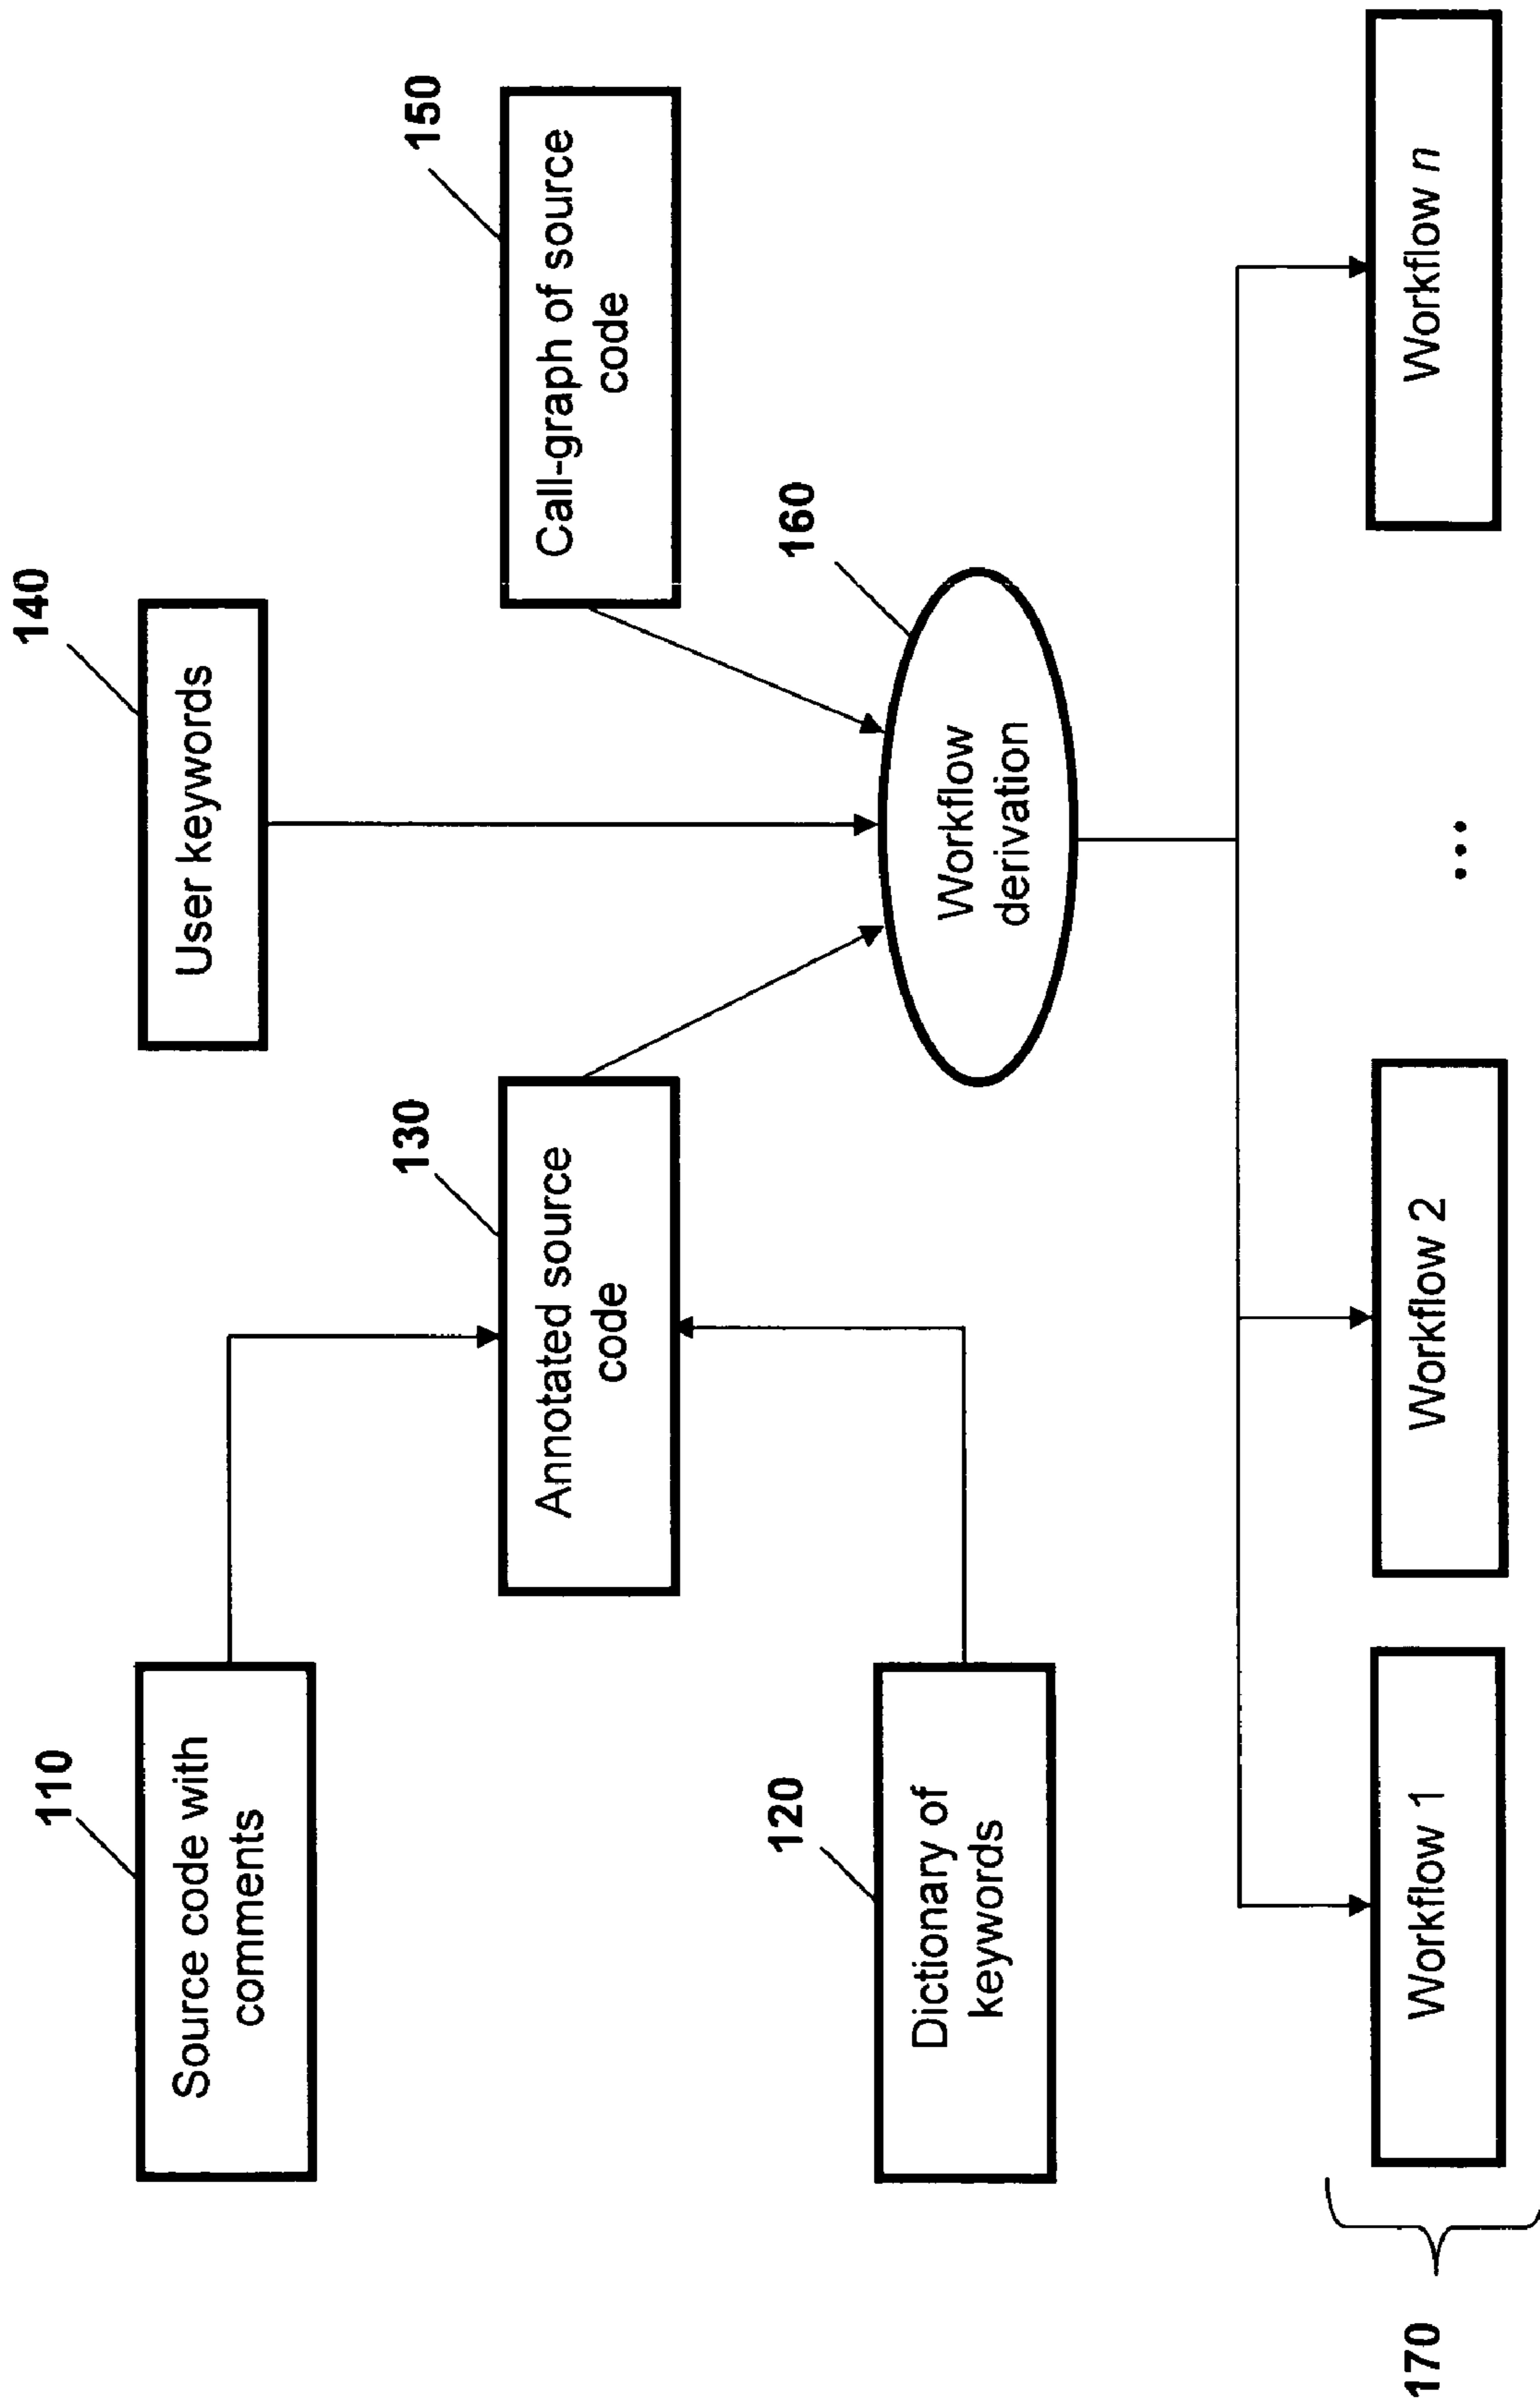 140
User keywords
110
Source code with
comments
150
Call-graph of source
code
130
Annotated source
code
160
Workflow
derivation
120
Dictionary of
keywords
170
Workflow 1
Workflow 2
...
Workflow n